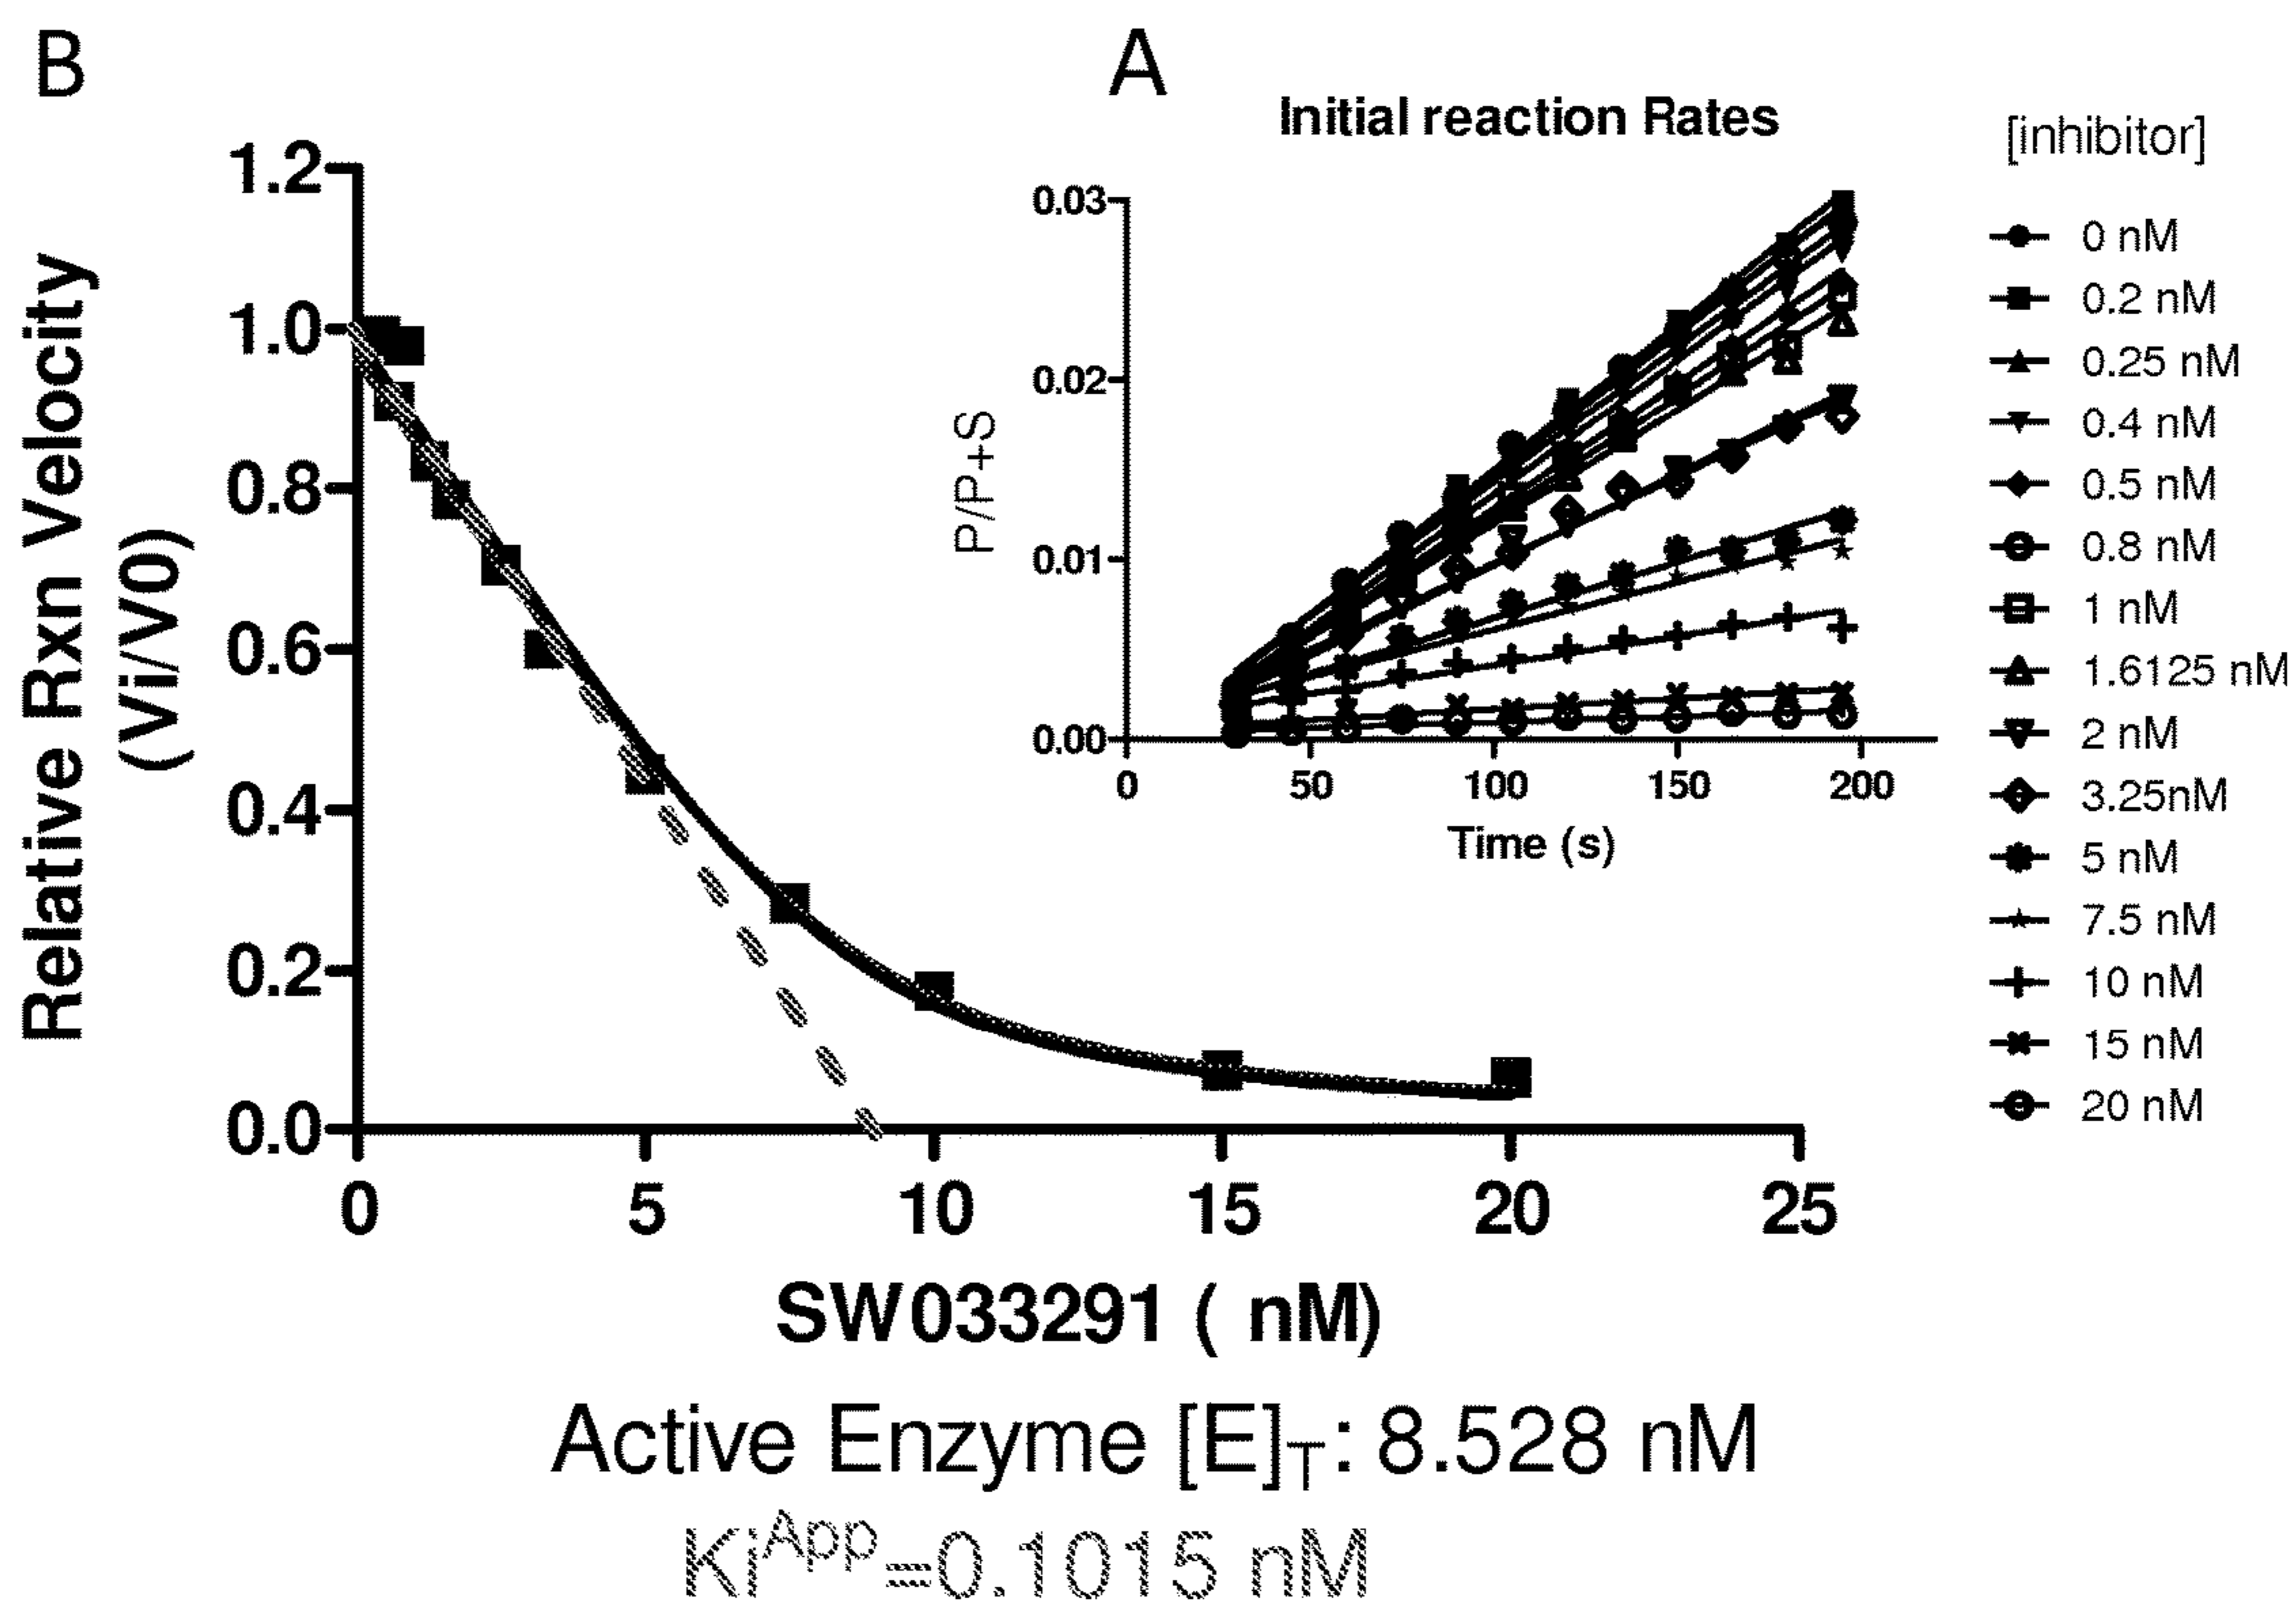 B
A
Initial reaction Rates
[inhibitor]
0 nM
0.2 nM
0.25 nM
0.4 nM
0.5 nM
0.8 nM
1 nM
1.6125 nM
2 nM
3.25nM
5 nM
7.5 nM
10 nM
15 nM
20 nM
0.03
0.02
0.01
0.00
P/P+S
0
50
100
150
200
Time (s)
Relative Rxn Velocity
(Vi/V0)
1.2
1.0
0.8
0.6
0.4
0.2
0.0
0
5
10
15
20
25
SW033291 ( nM)
Active Enzyme [E]T: 8.528 nM
KiApp=0.1015 nM